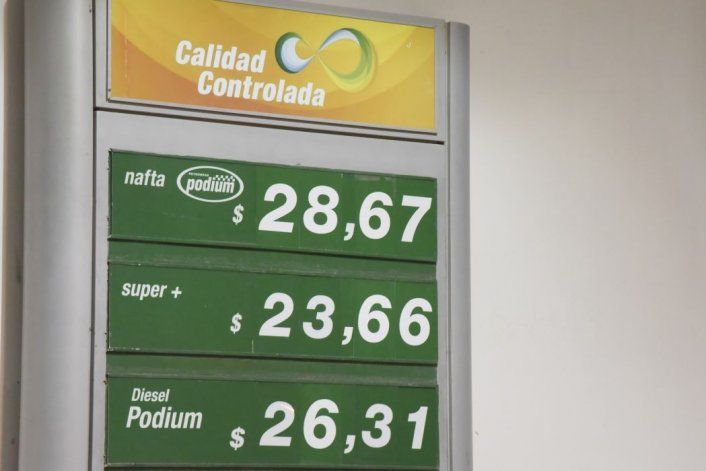 Calidad
Controlada
nafta podium
$ 28,67
super +
$ 23,66
Diesel
Podium
$ 26,31